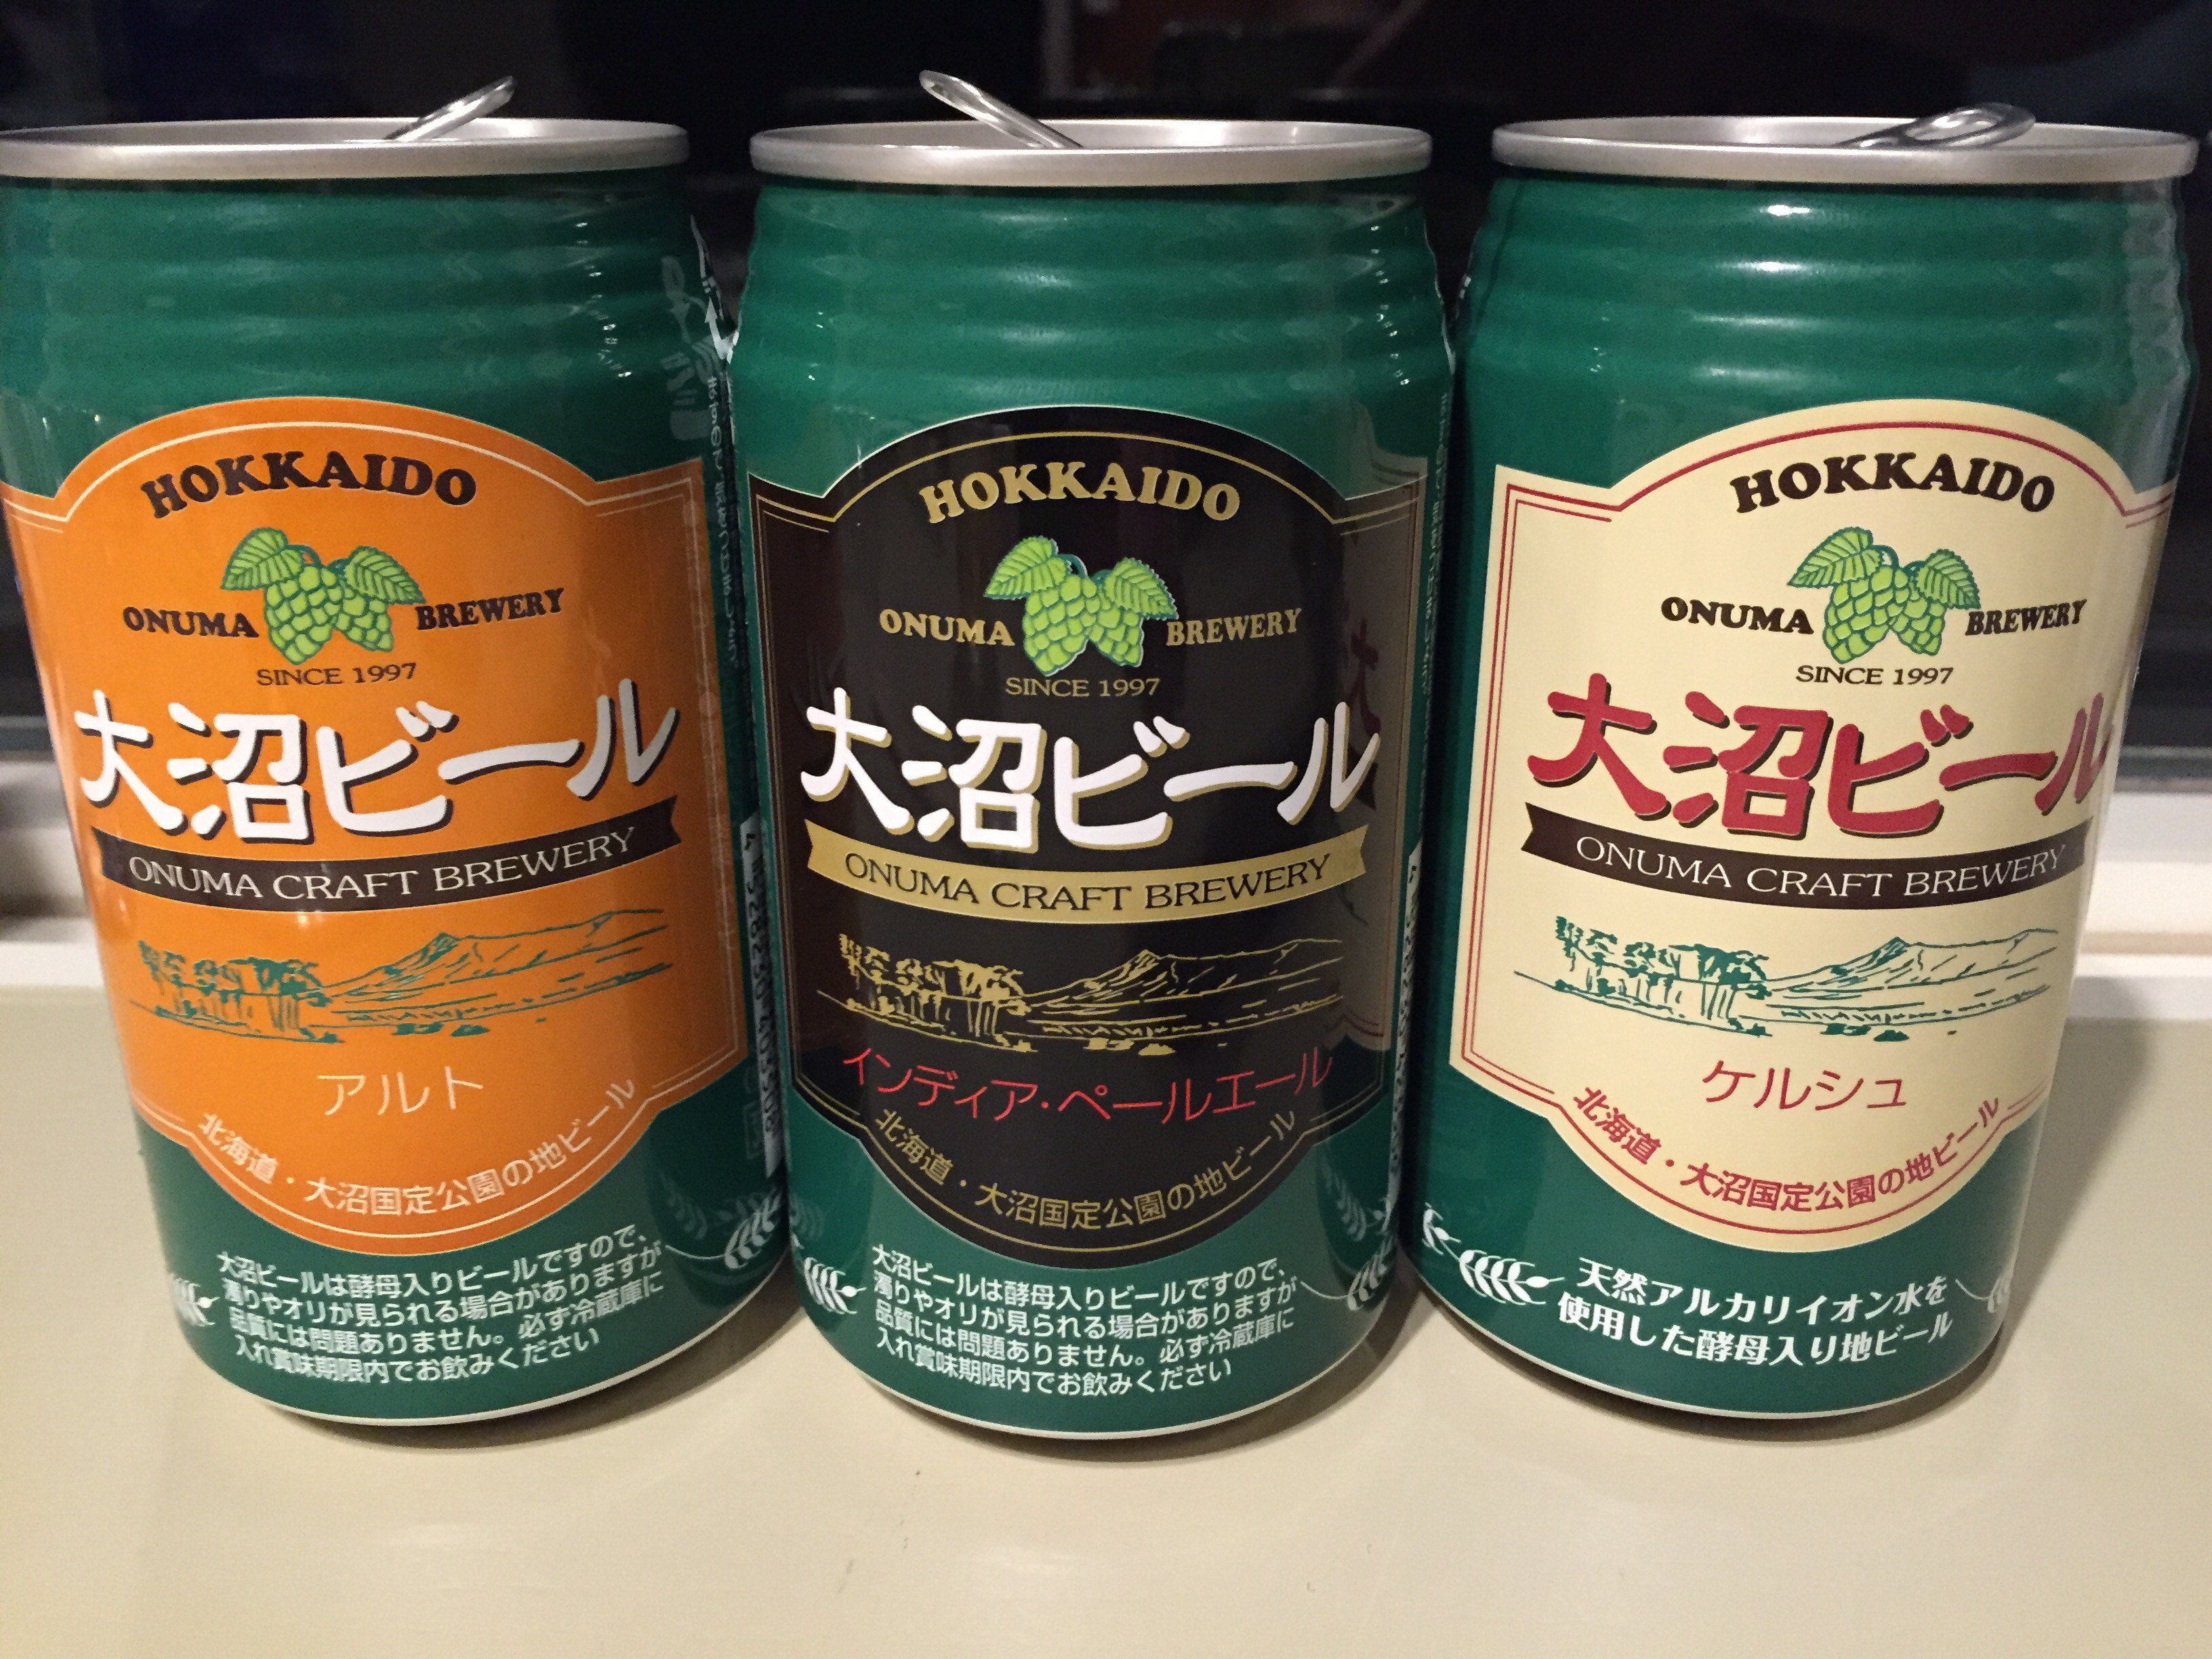 HOKKAIDO
ONUMA BREWERY
SINCE 1997
大沼ビール
ONUMA CRAFT BREWERY
アルト
北海道・大沼国定公園の地ビール
大沼ビールは酵母入りビールですので、
濁りやオリが見られる場合がありますが
品質には問題ありません。必ず冷蔵庫に
入れ賞味期限内でお飲みください
HOKKAIDO
ONUMA BREWERY
SINCE 1997
大沼ビール
ONUMA CRAFT BREWERY
インディア・ペールエール
北海道・大沼国定公園の地ビール
大沼ビールは酵母入りビールですので、
濁りやオリが見られる場合がありますが
品質には問題ありません。必ず冷蔵庫に
入れ賞味期限内でお飲みください
HOKKAIDO
ONUMA BREWERY
SINCE 1997
大沼ビール
ONUMA CRAFT BREWERY
ケルシュ
北海道・大沼国定公園の地ビール
天然アルカリイオン水を
使用した酵母入り地ビール